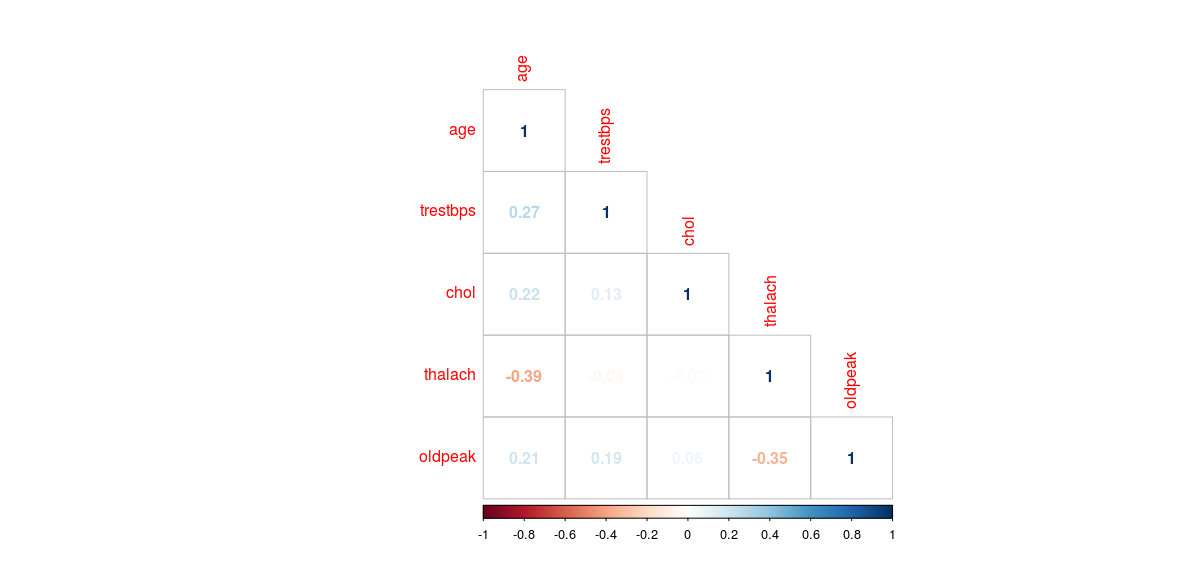 age
age 1 trestbps
trestbps 0.27 1 chol
chol 0.22 0.13 1 thalach
thalach -0.39 -0.04 -0.02 1 oldpeak
oldpeak 0.21 0.19 0.06 -0.35 1
-1 -0.8 -0.6 -0.4 -0.2 0 0.2 0.4 0.6 0.8 1